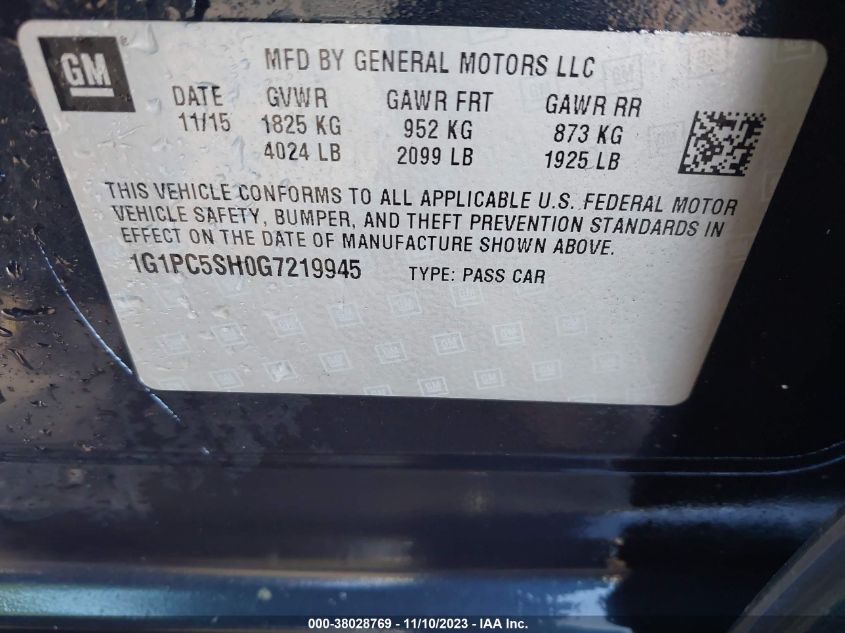 GM
MFD BY GENERAL MOTORS LLC
DATE GVWR GAWR FRT GAWR RR
11/15 1825 KG 952 KG 873 KG
4024 LB 2099 LB 1925 LB
THIS VEHICLE CONFORMS TO ALL APPLICABLE U.S. FEDERAL MOTOR
VEHICLE SAFETY, BUMPER, AND THEFT PREVENTION STANDARDS IN
EFFECT ON THE DATE OF MANUFACTURE SHOWN ABOVE.
1G1PC5SH0G7219945 TYPE: PASS CAR
000-38028769 - 11/10/2023 - IAA Inc.